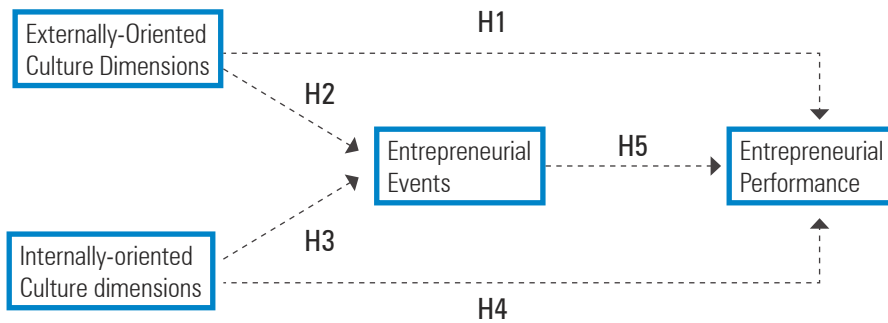 H1
Externally-Oriented
Culture Dimensions
H2
Entrepreneurial
Events
H5
Entrepreneurial
Performance
H3
Internally-oriented
Culture dimensions
H4